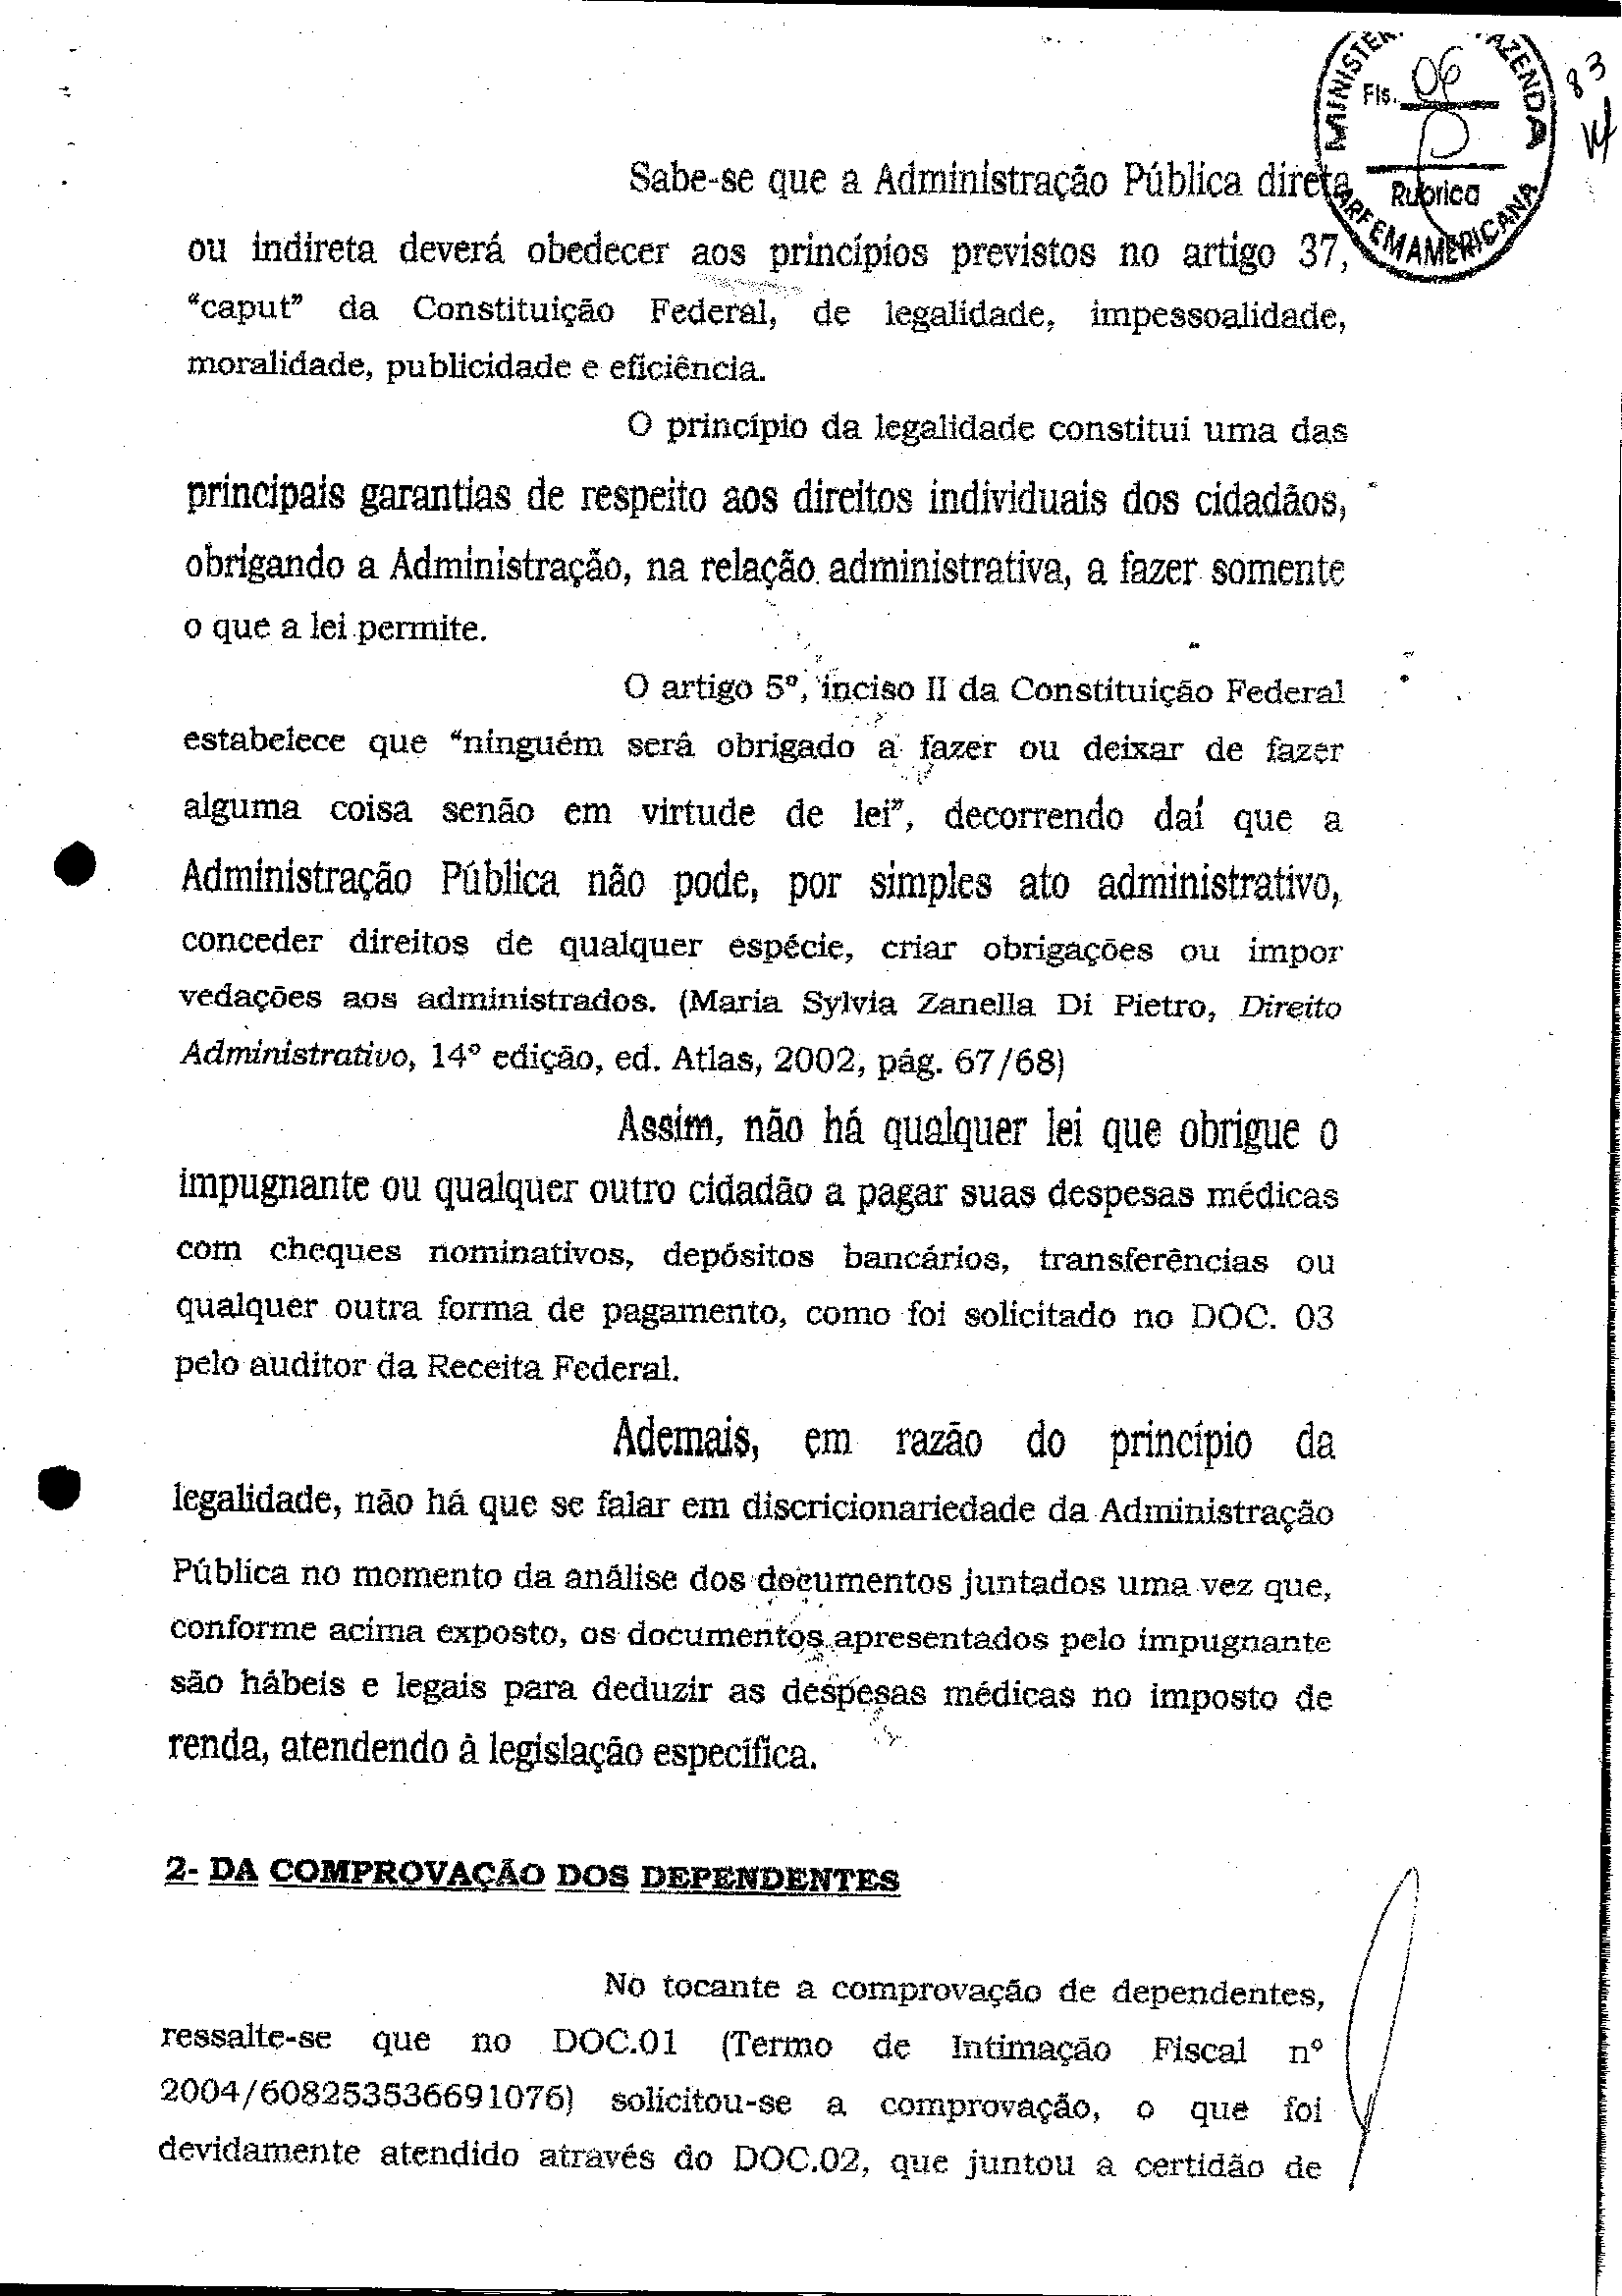 MINISTÉR AZENDA
Fls. 06
83
Rubrica
ARF EM AMERICANA
Sabe-se que a Administração Pública direta
ou indireta deverá obedecer aos princípios previstos no artigo 37,
“caput” da Constituição Federal, de legalidade, impessoalidade,
moralidade, publicidade e eficiência.
O princípio da legalidade constitui uma das
principais garantias de respeito aos direitos individuais dos cidadãos,
obrigando a Administração, na relação administrativa, a fazer somente
o que a lei permite.
O artigo 5º, inciso II da Constituição Federal
estabelece que “ninguém será obrigado a fazer ou deixar de fazer
alguma coisa senão em virtude de lei”, decorrendo daí que a
Administração Pública não pode, por simples ato administrativo,
conceder direitos de qualquer espécie, criar obrigações ou impor
vedações aos administrados. (Maria Sylvia Zanella Di Pietro, Direito
Administrativo, 14º edição, ed. Atlas, 2002, pág. 67/68)
Assim, não há qualquer lei que obrigue o
impugnante ou qualquer outro cidadão a pagar suas despesas médicas
com cheques nominativos, depósitos bancários, transferências ou
qualquer outra forma de pagamento, como foi solicitado no DOC. 03
pelo auditor da Receita Federal.
Ademais, em razão do princípio da
legalidade, não há que se falar em discricionariedade da Administração
Pública no momento da análise dos documentos juntados uma vez que,
conforme acima exposto, os documentos apresentados pelo impugnante
são hábeis e legais para deduzir as despesas médicas no imposto de
renda, atendendo à legislação específica.
2- DA COMPROVAÇÃO DOS DEPENDENTES
No tocante a comprovação de dependentes,
ressalte-se que no DOC.01 (Termo de Intimação Fiscal nº
2004/608253536691076) solicitou-se a comprovação, o que foi
devidamente atendido através do DOC.02, que juntou a certidão de